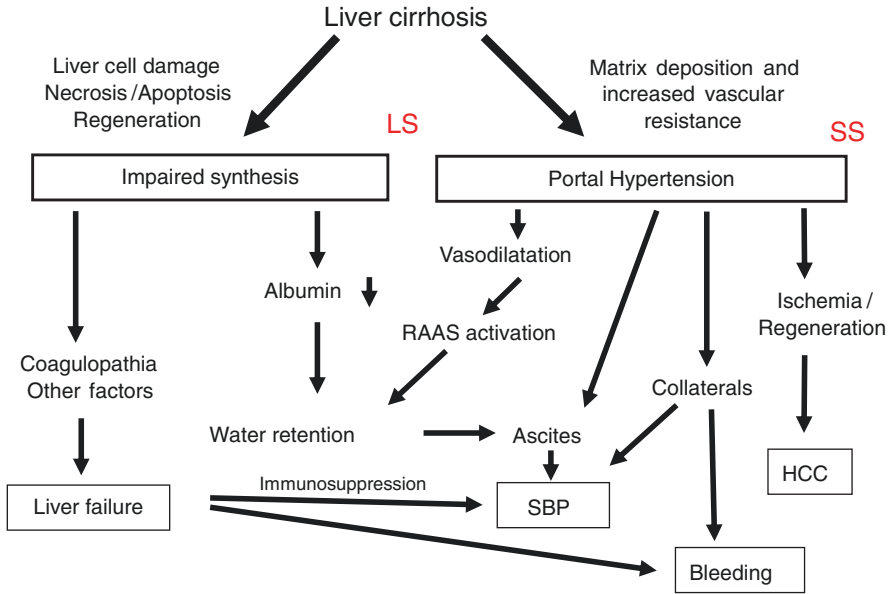 Liver cirrhosis
Liver cell damage
Necrosis/Apoptosis
Regeneration
Matrix deposition and
increased vascular
resistance
LS
SS
Impaired synthesis
Portal Hypertension
Vasodilatation
Albumin
Ischemia/
Regeneration
RAAS activation
Coagulopathia
Other factors
Collaterals
Water retention
Ascites
HCC
Immunosuppression
Liver failure
SBP
Bleeding